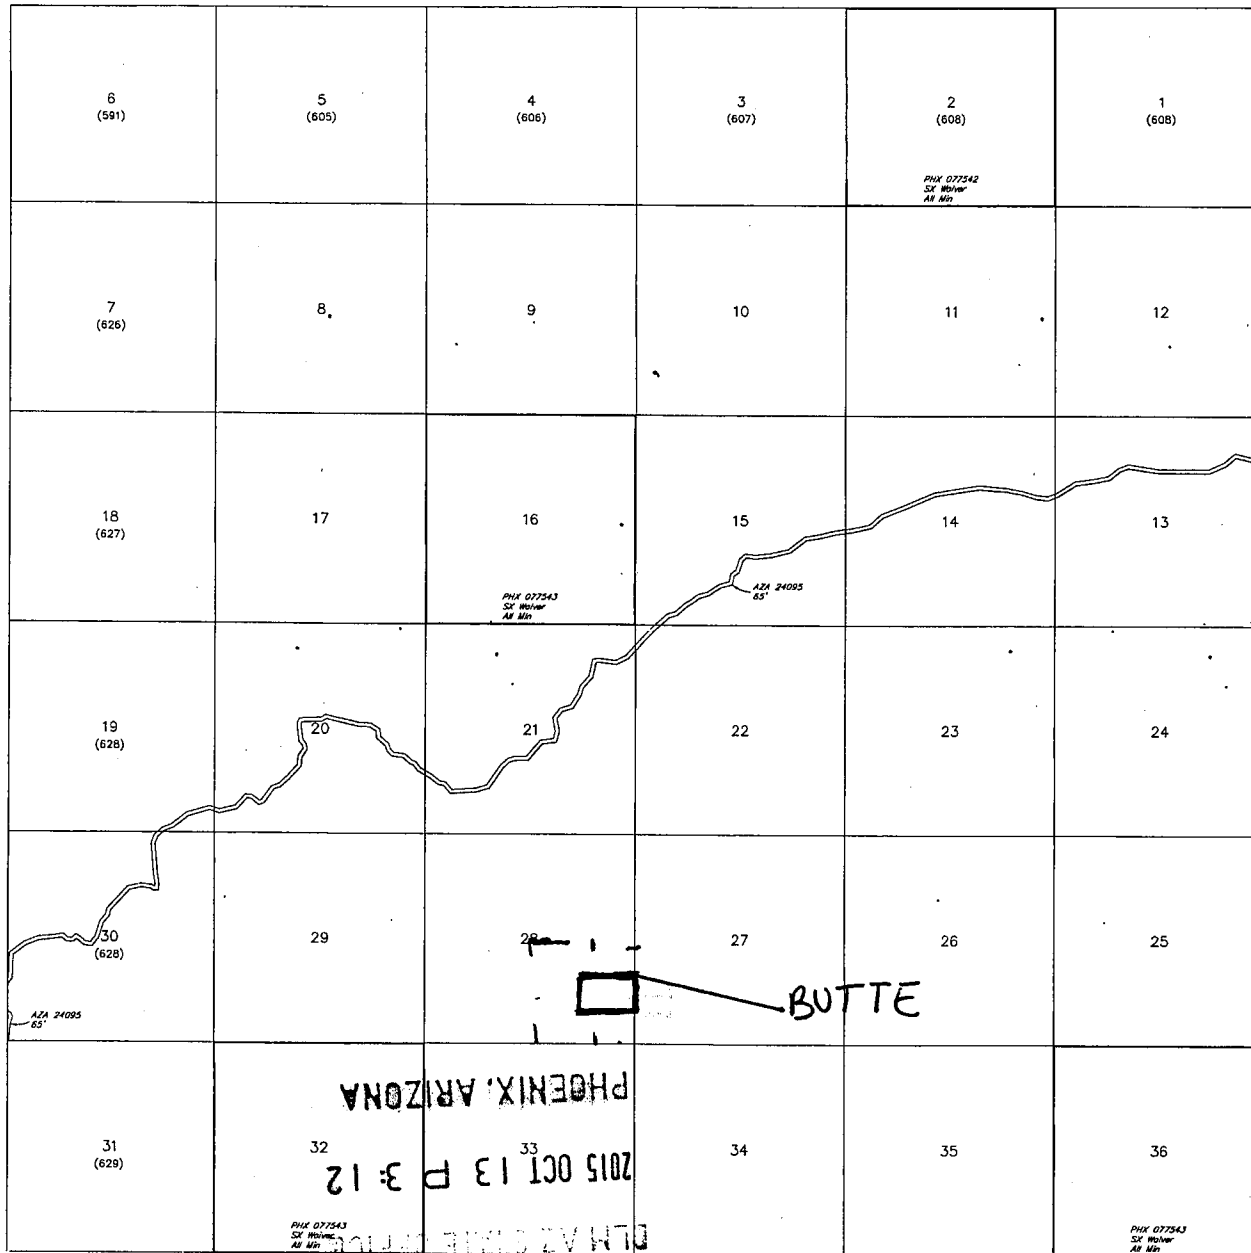 6
(591)
5
(605)
4
(606)
3
(607)
2
(608)
1
(608)
PHX 077542
SX Waiver
All Min
7
(626)
8
9
10
11
12
18
(627)
17
16
15
14
13
PHX 077543
SX Waiver
All Min
AZA 24095
65'
19
(628)
20
21
22
23
24
30
(628)
29
28
27
26
25
BUTTE
AZA 24095
65'
PHOENIX, ARIZONA
31
(629)
32
33
34
35
36
2015 OCT 13 P 3:12
BLM AZ STATE OFFICE
PHX 077543
SX Waiver
All Min
PHX 077543
SX Waiver
All Min